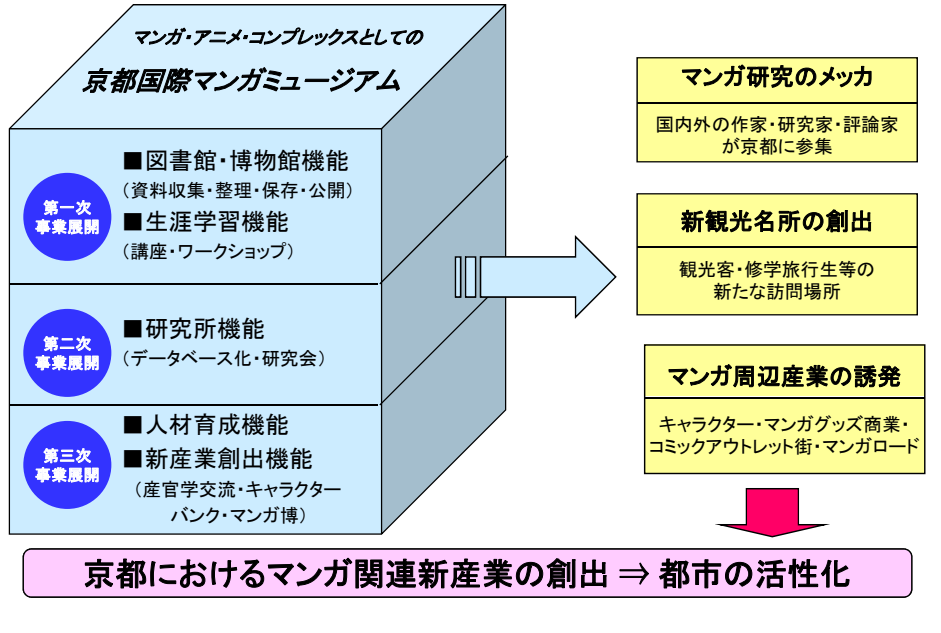 マンガ・アニメ・コンプレックスとしての
京都国際マンガミュージアム
第一次
事業展開
■図書館・博物館機能
（資料収集・整理・保存・公開）
■生涯学習機能
（講座・ワークショップ）
第二次
事業展開
■研究所機能
（データベース化・研究会）
第三次
事業展開
■人材育成機能
■新産業創出機能
（産官学交流・キャラクター
バンク・マンガ博）
マンガ研究のメッカ
国内外の作家・研究家・評論家
が京都に参集
新観光名所の創出
観光客・修学旅行生等の
新たな訪問場所
マンガ周辺産業の誘発
キャラクター・マンガグッズ商業・
コミックアウトレット街・マンガロード
京都におけるマンガ関連新産業の創出 ⇒ 都市の活性化